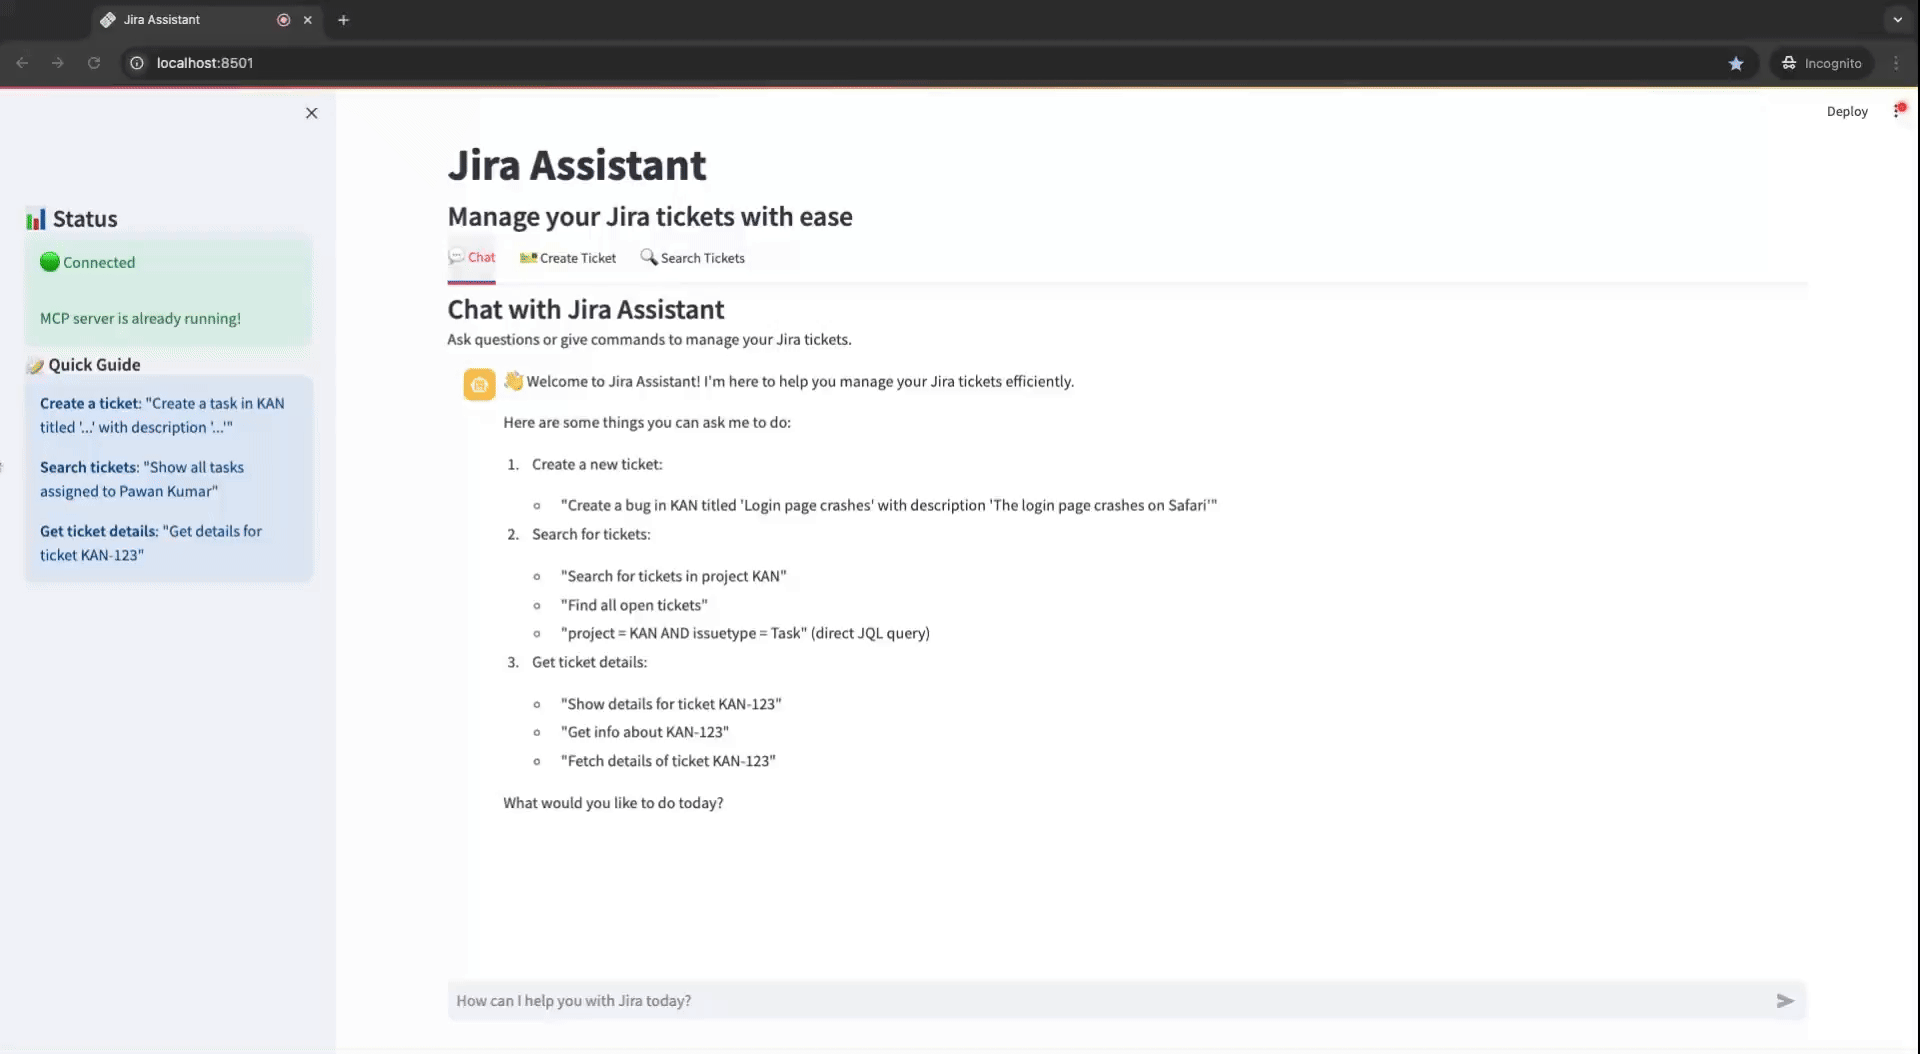 Jira Assistant
localhost:8501
Incognito
Deploy
Status
Connected
MCP server is already running!
Quick Guide
Create a ticket: "Create a task in KAN
titled '...' with description '...'"
Search tickets: "Show all tasks
assigned to Pawan Kumar"
Get ticket details: "Get details for
ticket KAN-123"
Jira Assistant
Manage your Jira tickets with ease
Chat
Create Ticket
Search Tickets
Chat with Jira Assistant
Ask questions or give commands to manage your Jira tickets.
👋 Welcome to Jira Assistant! I'm here to help you manage your Jira tickets efficiently.
Here are some things you can ask me to do:
1. Create a new ticket:
"Create a bug in KAN titled 'Login page crashes' with description 'The login page crashes on Safari'"
2. Search for tickets:
"Search for tickets in project KAN"
"Find all open tickets"
"project = KAN AND issuetype = Task" (direct JQL query)
3. Get ticket details:
"Show details for ticket KAN-123"
"Get info about KAN-123"
"Fetch details of ticket KAN-123"
What would you like to do today?
How can I help you with Jira today?